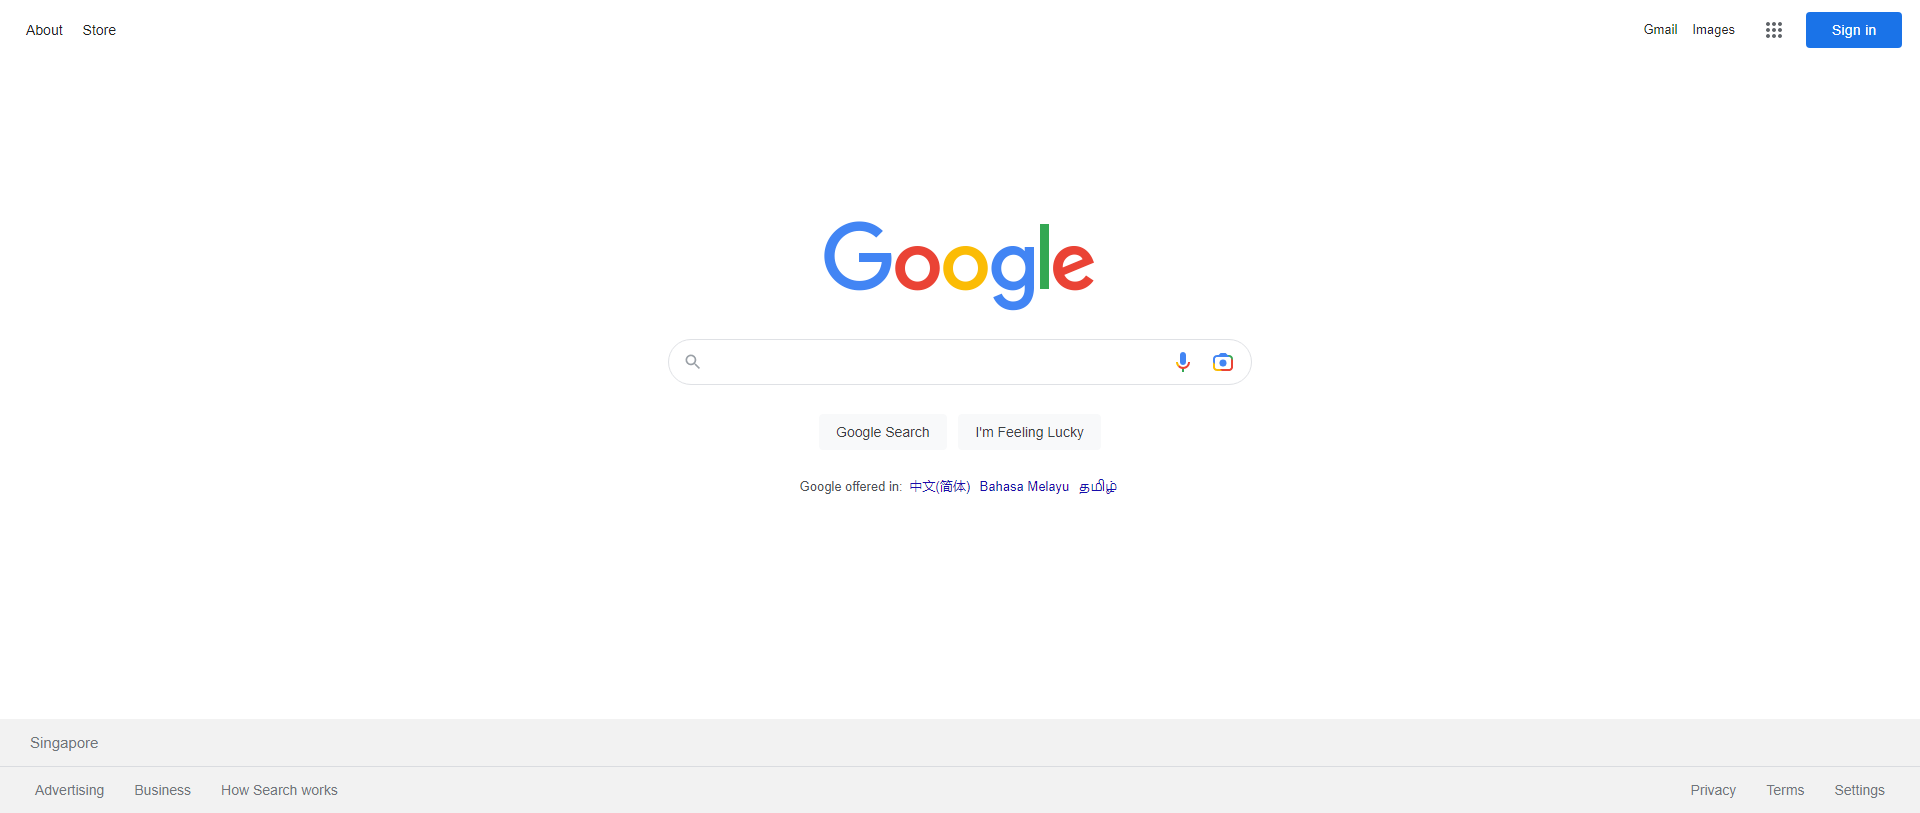 About Store Gmail Images Sign in
Google
Google Search I'm Feeling Lucky
Google offered in: 中文(简体) Bahasa Melayu தமிழ்
Singapore
Advertising Business How Search works Privacy Terms Settings